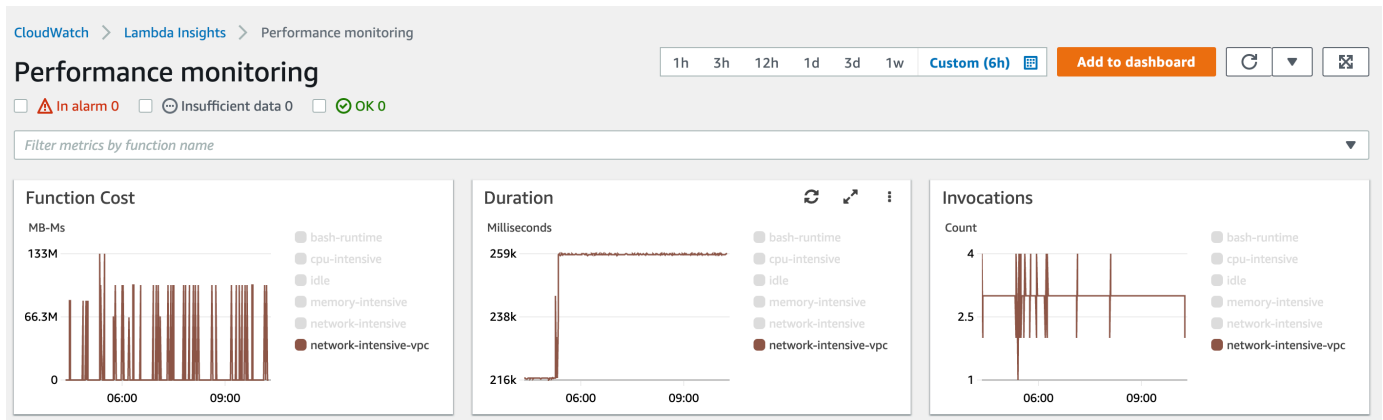 CloudWatch > Lambda Insights > Performance monitoring
Performance monitoring
1h 3h 12h 1d 3d 1w Custom (6h) Add to dashboard
In alarm 0 Insufficient data 0 OK 0
Filter metrics by function name
Function Cost
MB-Ms
133M
66.3M
0
06:00 09:00
bash-runtime
cpu-intensive
idle
memory-intensive
network-intensive
network-intensive-vpc
Duration
Milliseconds
259k
238k
216k
06:00 09:00
bash-runtime
cpu-intensive
idle
memory-intensive
network-intensive
network-intensive-vpc
Invocations
Count
4
2.5
1
06:00 09:00
bash-runtime
cpu-intensive
idle
memory-intensive
network-intensive
network-intensive-vpc